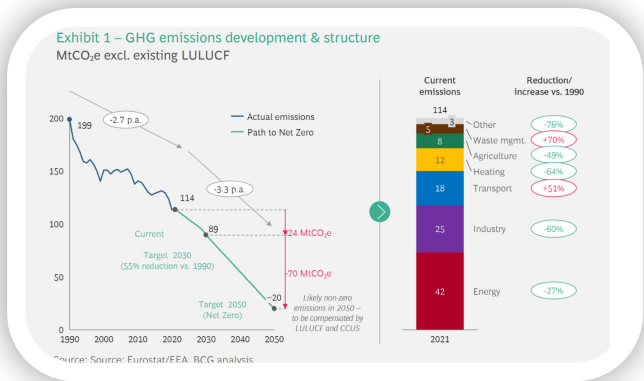 Exhibit 1 – GHG emissions development & structure
MtCO₂e excl. existing LULUCF
200
150
100
50
0
1990
2000
2010
2020
2030
2040
2050
199
-2.7 p.a.
Actual emissions
Path to Net Zero
-3.3 p.a.
114
Current
89
Target 2030
(55% reduction vs. 1990)
-24 MtCO₂e
-70 MtCO₂e
Target 2050
(Net Zero)
~20
Likely non-zero
emissions in 2050 –
to be compensated by
LULUCF and CCUS
Current
emissions
Reduction/
increase vs. 1990
114
3
Other
-76%
5
Waste mgmt.
+70%
8
Agriculture
-49%
12
Heating
-64%
18
Transport
+51%
25
Industry
-60%
42
Energy
-27%
2021
Source: Source: Eurostat/EEA, BCG analysis